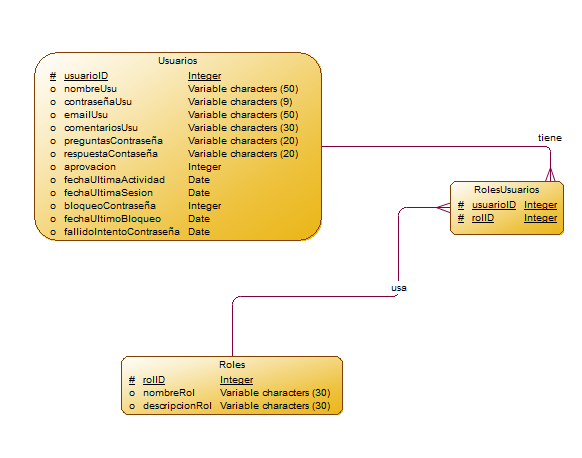 Usuarios
# usuarioID Integer
o nombreUsu Variable characters (50)
o contraseñaUsu Variable characters (9)
o emailUsu Variable characters (50)
o comentariosUsu Variable characters (30)
o preguntasContraseña Variable characters (20)
o respuestaContaseña Variable characters (20)
o aprovacion Integer
o fechaUltimaActividad Date
o fechaUltimaSesion Date
o bloqueoContraseña Integer
o fechaUltimoBloqueo Date
o fallidoIntentoContraseña Date
tiene
RolesUsuarios
# usuarioID Integer
# rolID Integer
usa
Roles
# rolID Integer
o nombreRol Variable characters (30)
o descripcionRol Variable characters (30)